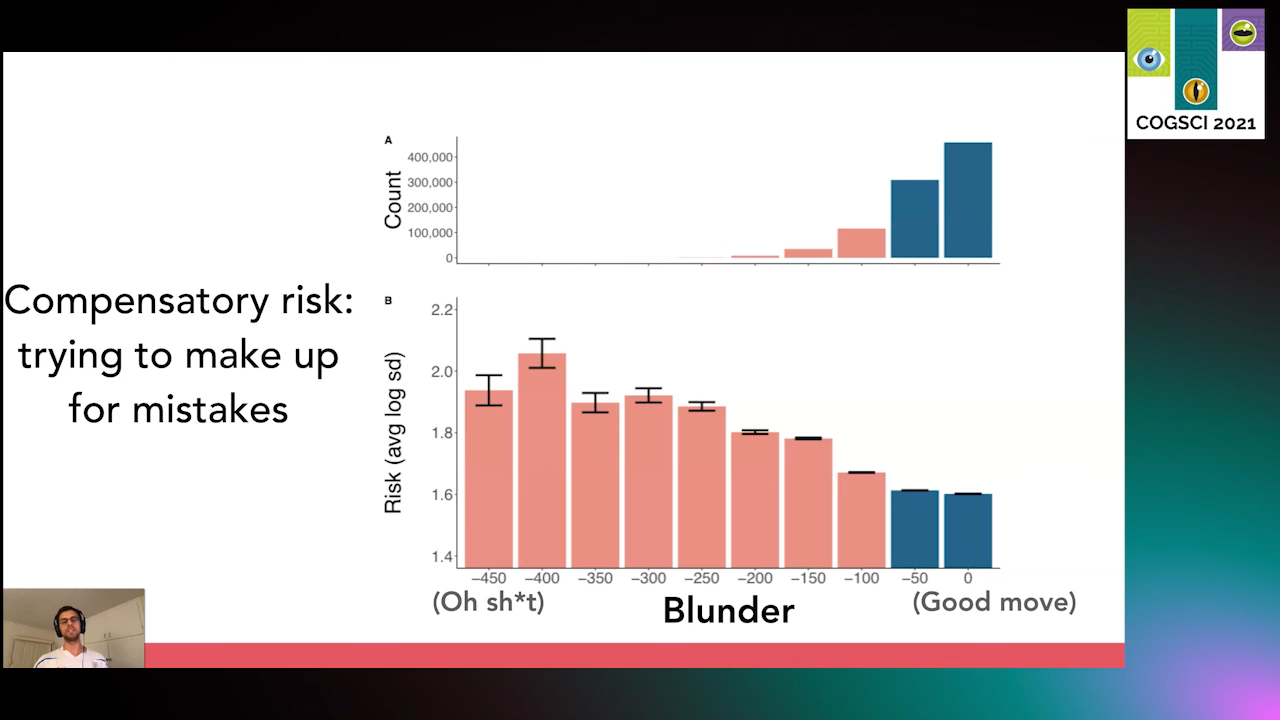 COGSCI 2021
Compensatory risk:
trying to make up
for mistakes
A
Count
400,000
300,000
200,000
100,000
0
B
Risk (avg log sd)
2.2
2.0
1.8
1.6
1.4
−450 −400 −350 −300 −250 −200 −150 −100 −50 0
(Oh sh*t) Blunder (Good move)